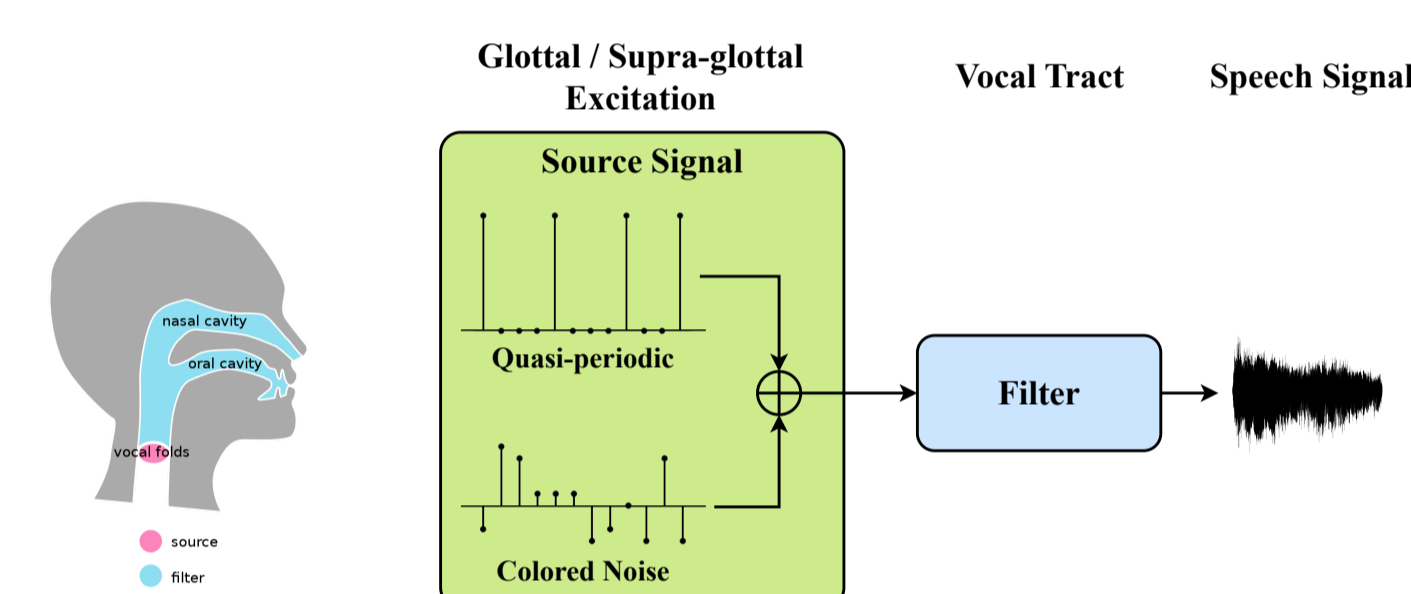 Glottal / Supra-glottal
Excitation
Vocal Tract
Speech Signal
Source Signal
nasal cavity
oral cavity
Quasi-periodic
Filter
vocal folds
source
filter
Colored Noise